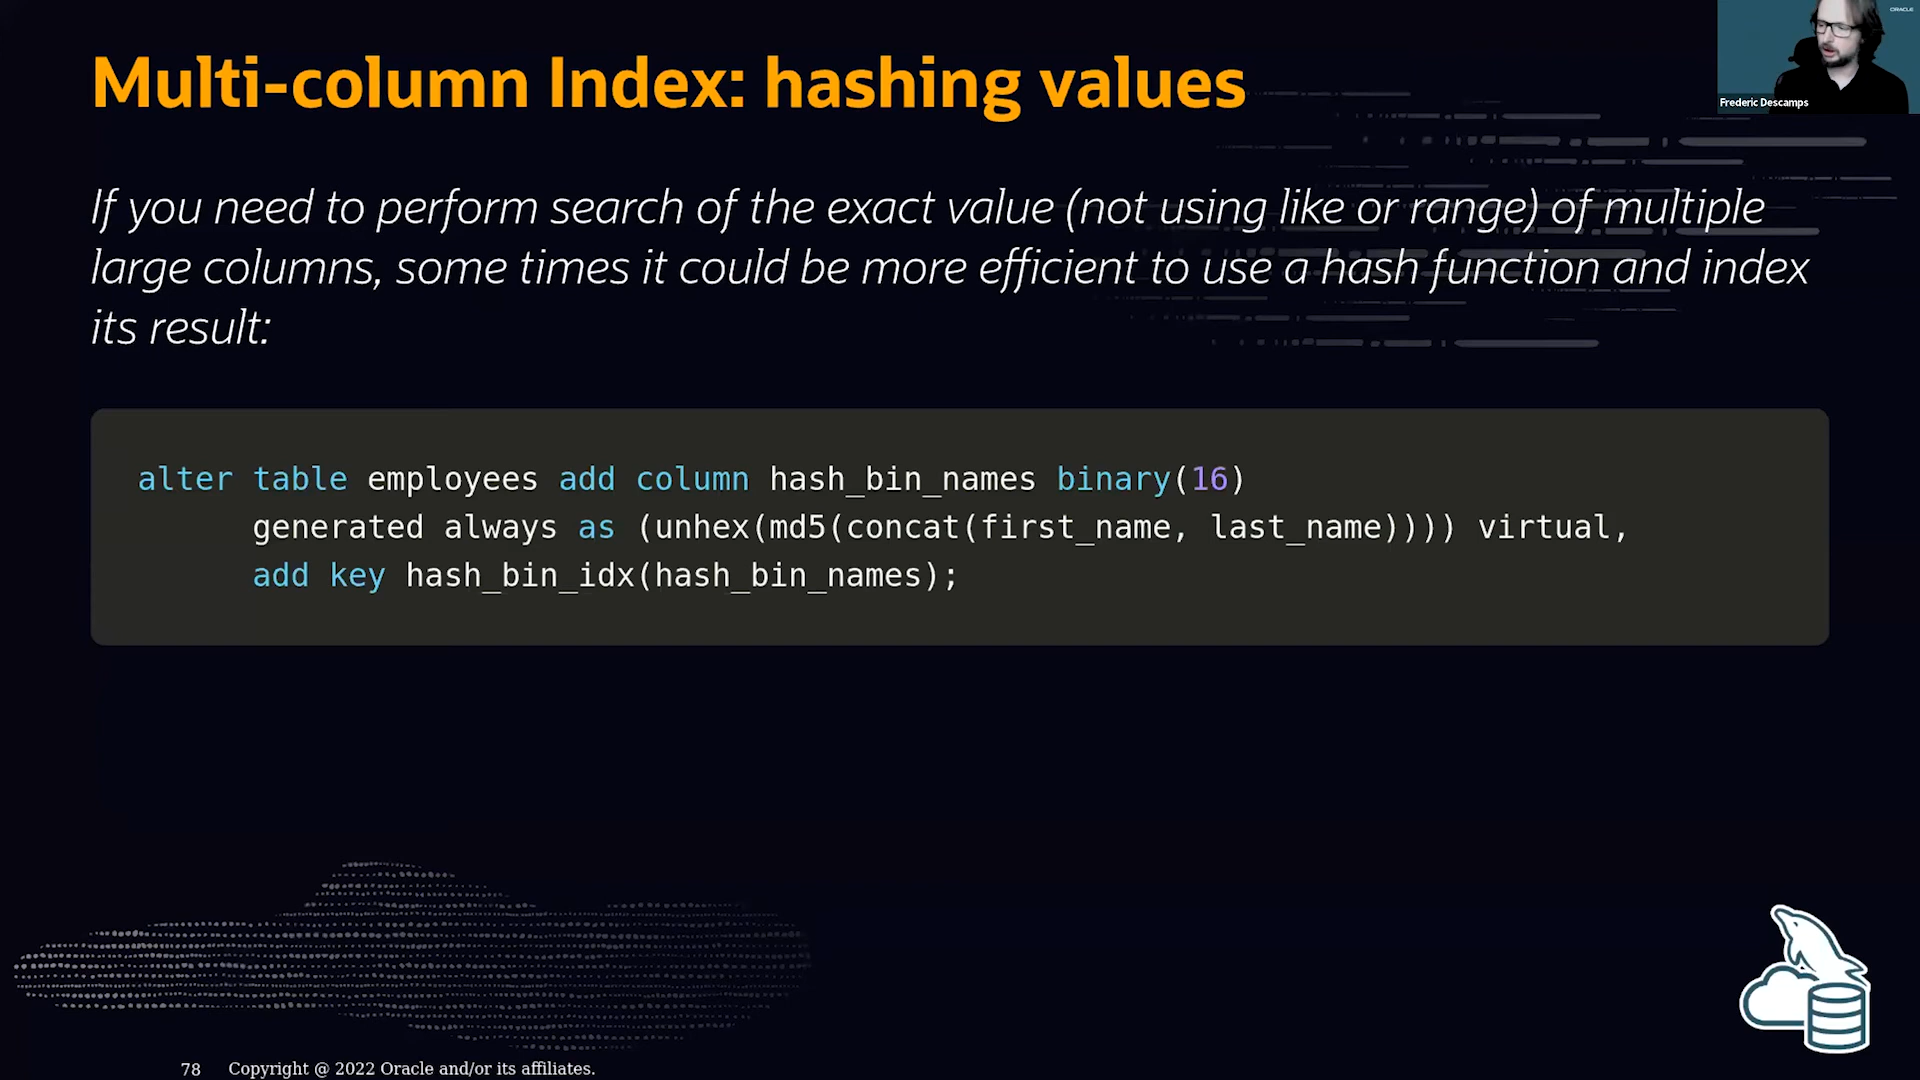 ORACLE
Multi-column Index: hashing values
Frederic Descamps
If you need to perform search of the exact value (not using like or range) of multiple
large columns, some times it could be more efficient to use a hash function and index
its result:
alter table employees add column hash_bin_names binary(16)
generated always as (unhex(md5(concat(first_name, last_name)))) virtual,
add key hash_bin_idx(hash_bin_names);
78 Copyright @ 2022 Oracle and/or its affiliates.